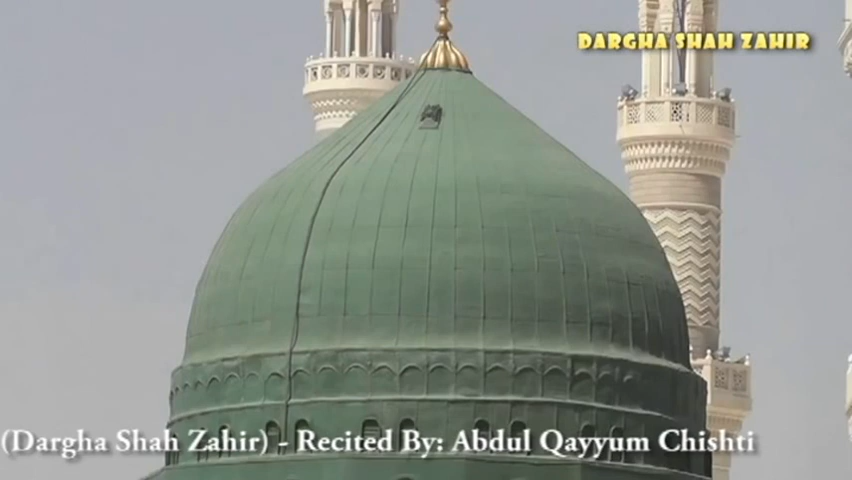 DARGHA SHAH ZAHIR
(Dargha Shah Zahir) - Recited By: Abdul Qayyum Chishti